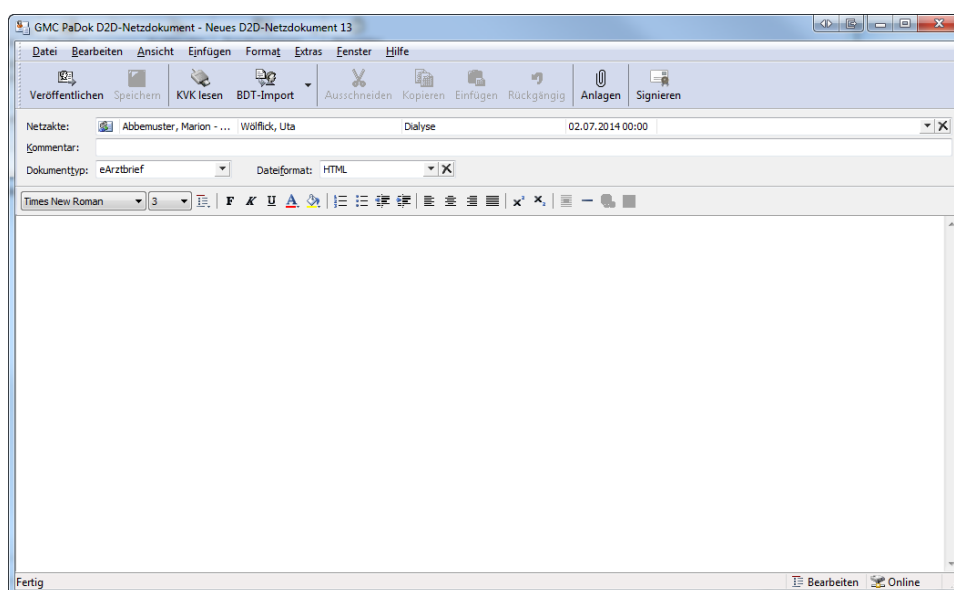 GMC PaDok D2D-Netzdokument - Neues D2D-Netzdokument 13
Datei Bearbeiten Ansicht Einfügen Format Extras Fenster Hilfe
Veröffentlichen Speichern KVK lesen BDT-Import Ausschneiden Kopieren Einfügen Rückgängig Anlagen Signieren
Netzakte: Abbemuster, Marion - ... Wölflick, Uta Dialyse 02.07.2014 00:00
Kommentar:
Dokumenttyp: eArztbrief Dateiformat: HTML
Times New Roman 3 F K U A x² x₂
Fertig Bearbeiten Online